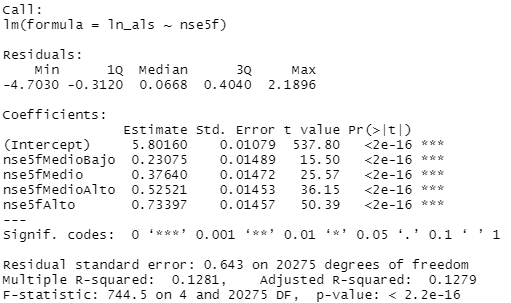 Call:
lm(formula = ln_als ~ nse5f)
Residuals:
Min 1Q Median 3Q Max
-4.7030 -0.3120 0.0668 0.4040 2.1896
Coefficients:
Estimate Std. Error t value Pr(>|t|)
(Intercept) 5.80160 0.01079 537.80 <2e-16 ***
nse5fMedioBajo 0.23075 0.01489 15.50 <2e-16 ***
nse5fMedio 0.37640 0.01472 25.57 <2e-16 ***
nse5fMedioAlto 0.52521 0.01453 36.15 <2e-16 ***
nse5fAlto 0.73397 0.01457 50.39 <2e-16 ***
---
Signif. codes: 0 ‘***’ 0.001 ‘**’ 0.01 ‘*’ 0.05 ‘.’ 0.1 ‘ ’ 1
Residual standard error: 0.643 on 20275 degrees of freedom
Multiple R-squared: 0.1281, Adjusted R-squared: 0.1279
F-statistic: 744.5 on 4 and 20275 DF, p-value: < 2.2e-16